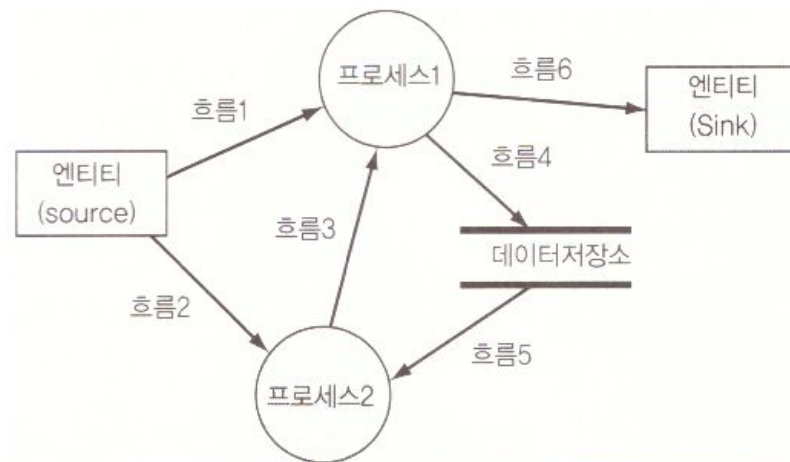 프로세스1
흐름6
엔티티
(Sink)
흐름1
흐름4
엔티티
(source)
흐름3
데이터저장소
흐름2
흐름5
프로세스2